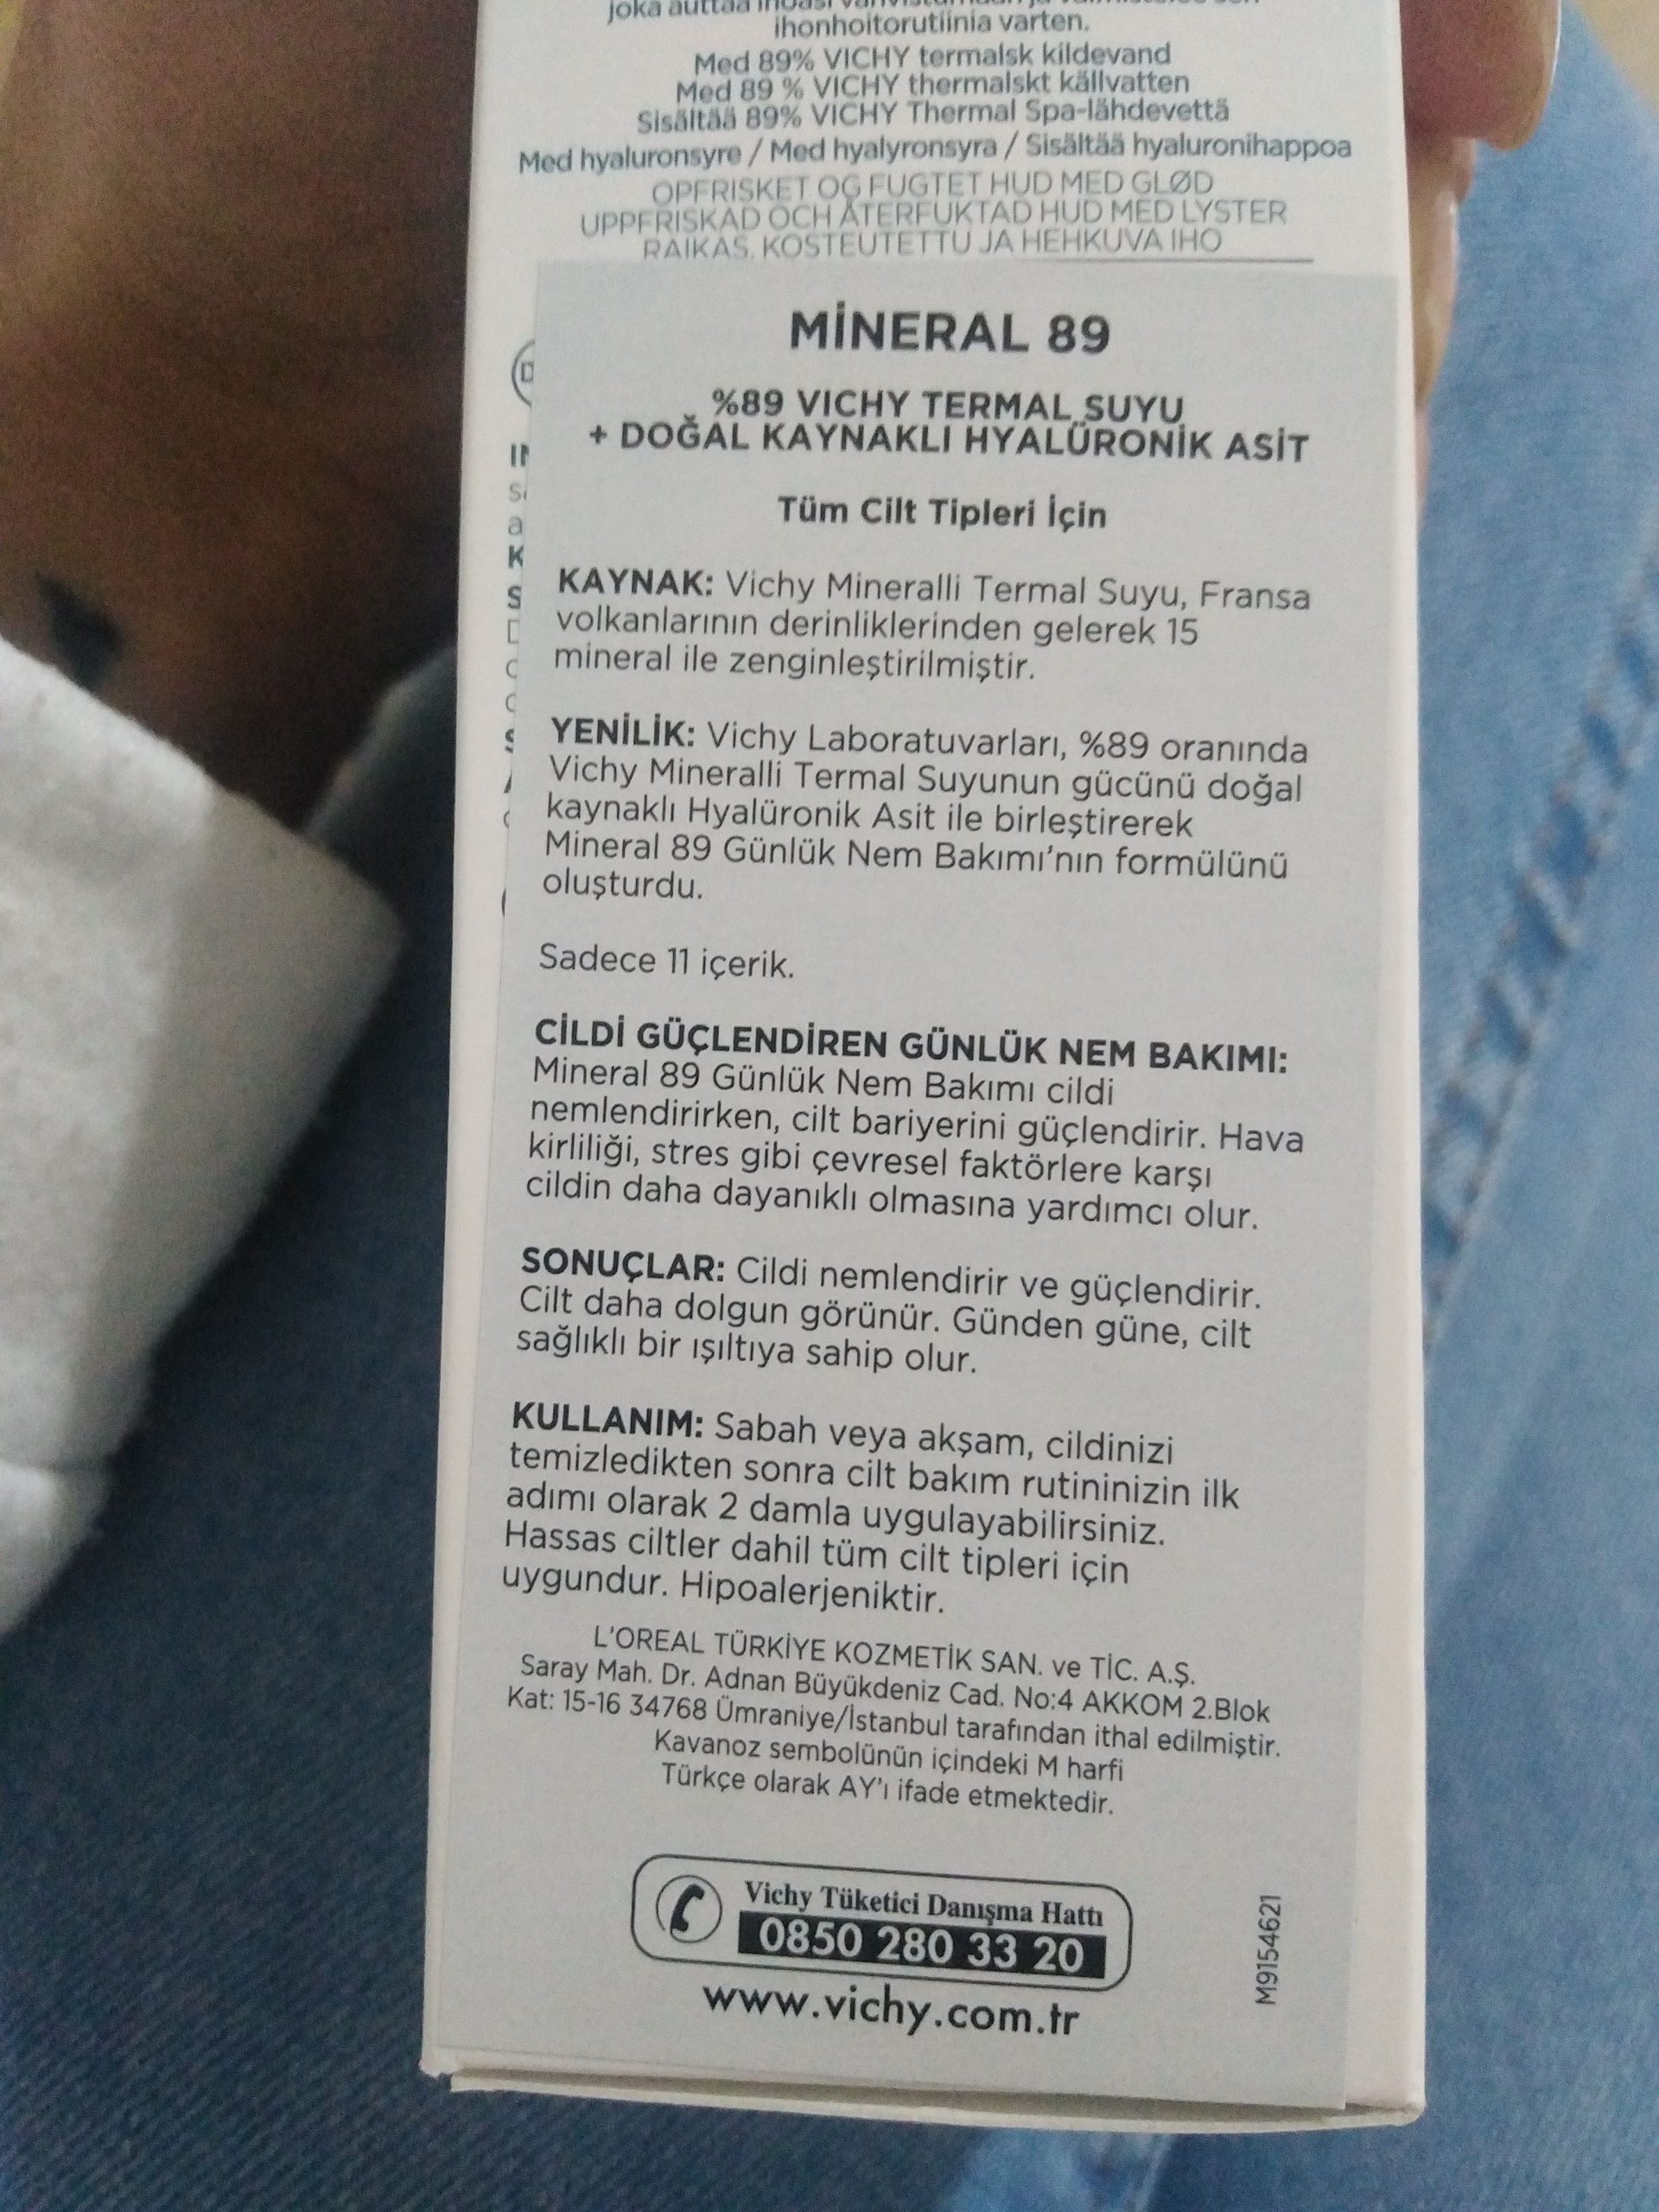 ihonhoitorutiinia varten.
Med 89% VICHY termalsk kildevand
Med 89 % VICHY thermalskt källvatten
Sisältää 89% VICHY Thermal Spa-lähdevettä
Med hyaluronsyre / Med hyalyronsyra / Sisältää hyaluronihappoa
OPFRISKET OG FUGTET HUD MED GLØD
UPPFRISKAD OCH ÅTERFUKTAD HUD MED LYSTER
RAIKAS, KOSTEUTETTU JA HEHKUVA IHO
MİNERAL 89
%89 VICHY TERMAL SUYU
+ DOĞAL KAYNAKLI HYALÜRONİK ASİT
Tüm Cilt Tipleri İçin
KAYNAK: Vichy Mineralli Termal Suyu, Fransa
volkanlarının derinliklerinden gelerek 15
mineral ile zenginleştirilmiştir.
YENİLİK: Vichy Laboratuvarları, %89 oranında
Vichy Mineralli Termal Suyunun gücünü doğal
kaynaklı Hyalüronik Asit ile birleştirerek
Mineral 89 Günlük Nem Bakımı'nın formülünü
oluşturdu.
Sadece 11 içerik.
CİLDİ GÜÇLENDİREN GÜNLÜK NEM BAKIMI:
Mineral 89 Günlük Nem Bakımı cildi
nemlendirirken, cilt bariyerini güçlendirir. Hava
kirliliği, stres gibi çevresel faktörlere karşı
cildin daha dayanıklı olmasına yardımcı olur.
SONUÇLAR: Cildi nemlendirir ve güçlendirir.
Cilt daha dolgun görünür. Günden güne, cilt
sağlıklı bir ışıltıya sahip olur.
KULLANIM: Sabah veya akşam, cildinizi
temizledikten sonra cilt bakım rutininizin ilk
adımı olarak 2 damla uygulayabilirsiniz.
Hassas ciltler dahil tüm cilt tipleri için
uygundur. Hipoalerjeniktir.
L'OREAL TÜRKİYE KOZMETİK SAN. ve TİC. A.Ş.
Saray Mah. Dr. Adnan Büyükdeniz Cad. No:4 AKKOM 2.Blok
Kat: 15-16 34768 Ümraniye/İstanbul tarafından ithal edilmiştir.
Kavanoz sembolünün içindeki M harfi
Türkçe olarak AY'ı ifade etmektedir.
Vichy Tüketici Danışma Hattı
0850 280 33 20
www.vichy.com.tr
M9154621